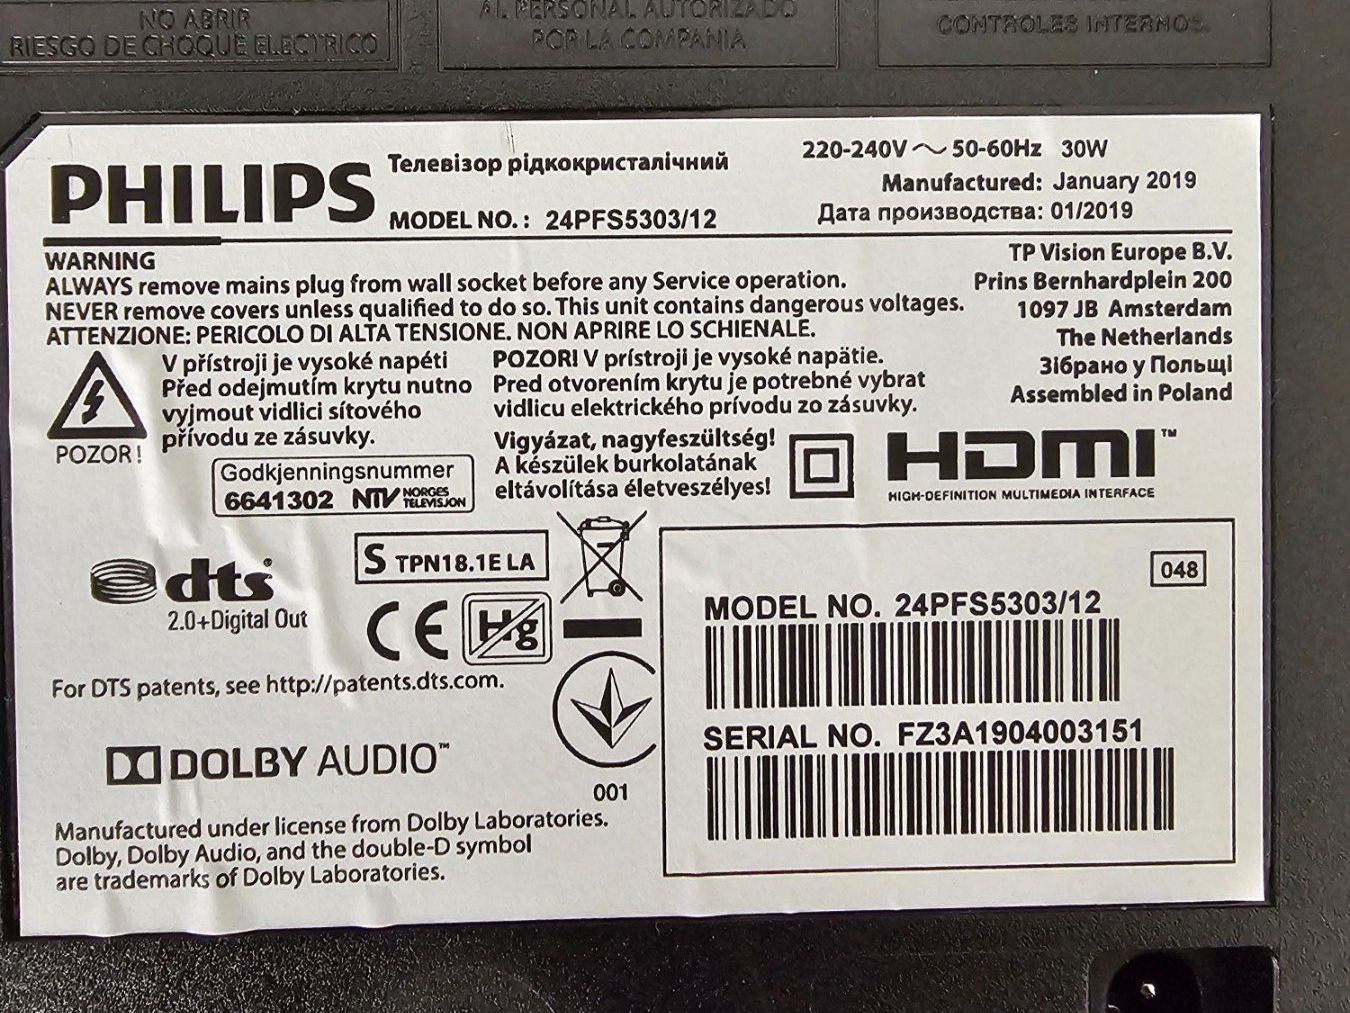 NO ABRIR
RIESGO DE CHOQUE ELECTRICO
AL PERSONAL AUTORIZADO
POR LA COMPANIA
CONTROLES INTERNOS.
PHILIPS
Телевізор рідкокристалічний
MODEL NO.: 24PFS5303/12
220-240V ~ 50-60Hz 30W
Manufactured: January 2019
Дата производства: 01/2019
WARNING
ALWAYS remove mains plug from wall socket before any Service operation.
NEVER remove covers unless qualified to do so. This unit contains dangerous voltages.
ATTENZIONE: PERICOLO DI ALTA TENSIONE. NON APRIRE LO SCHIENALE.
TP Vision Europe B.V.
Prins Bernhardplein 200
1097 JB Amsterdam
The Netherlands
Зібрано у Польщі
Assembled in Poland
V přístroji je vysoké napétí
Před odejmutím krytu nutno
vyjmout vidlici sítového
přívodu ze zásuvky.
POZOR!
POZOR! V prístroji je vysoke napätie.
Pred otvorením krytu je potrebné vybrat
vidlicu elektrického prívodu zo zásuvky.
Vigyázat, nagyfeszültség!
A készülek burkolatának
eltávolítása életveszélyes!
HDMI™
HIGH-DEFINITION MULTIMEDIA INTERFACE
Godkjenningsnummer
6641302 NTV NORGES
TELEVISJON
dts®
2.0+Digital Out
S TPN18.1E LA
CE
Hg
For DTS patents, see http://patents.dts.com.
DOLBY AUDIO™
001
Manufactured under license from Dolby Laboratories.
Dolby, Dolby Audio, and the double-D symbol
are trademarks of Dolby Laboratories.
048
MODEL NO. 24PFS5303/12
SERIAL NO. FZ3A1904003151